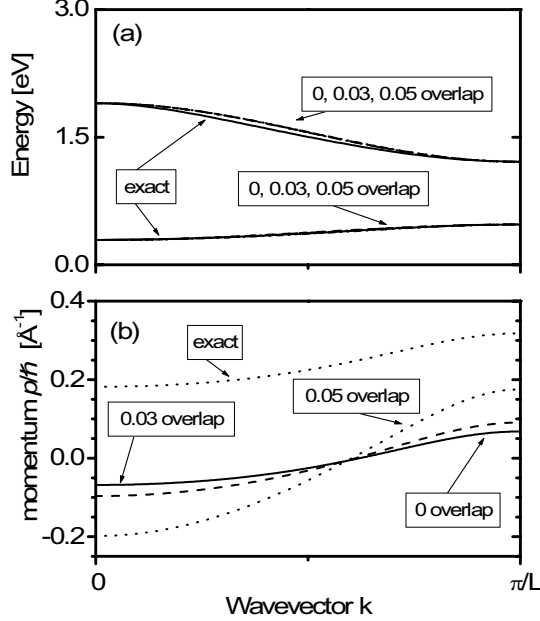 3.0
(a)
0, 0.03, 0.05 overlap
Energy [eV]
1.5
exact
0, 0.03, 0.05 overlap
0.0
0.4
(b)
exact
momentum p/ħ [Å⁻¹]
0.2
0.05 overlap
0.03 overlap
0.0
0 overlap
-0.2
0
π/L
Wavevector k